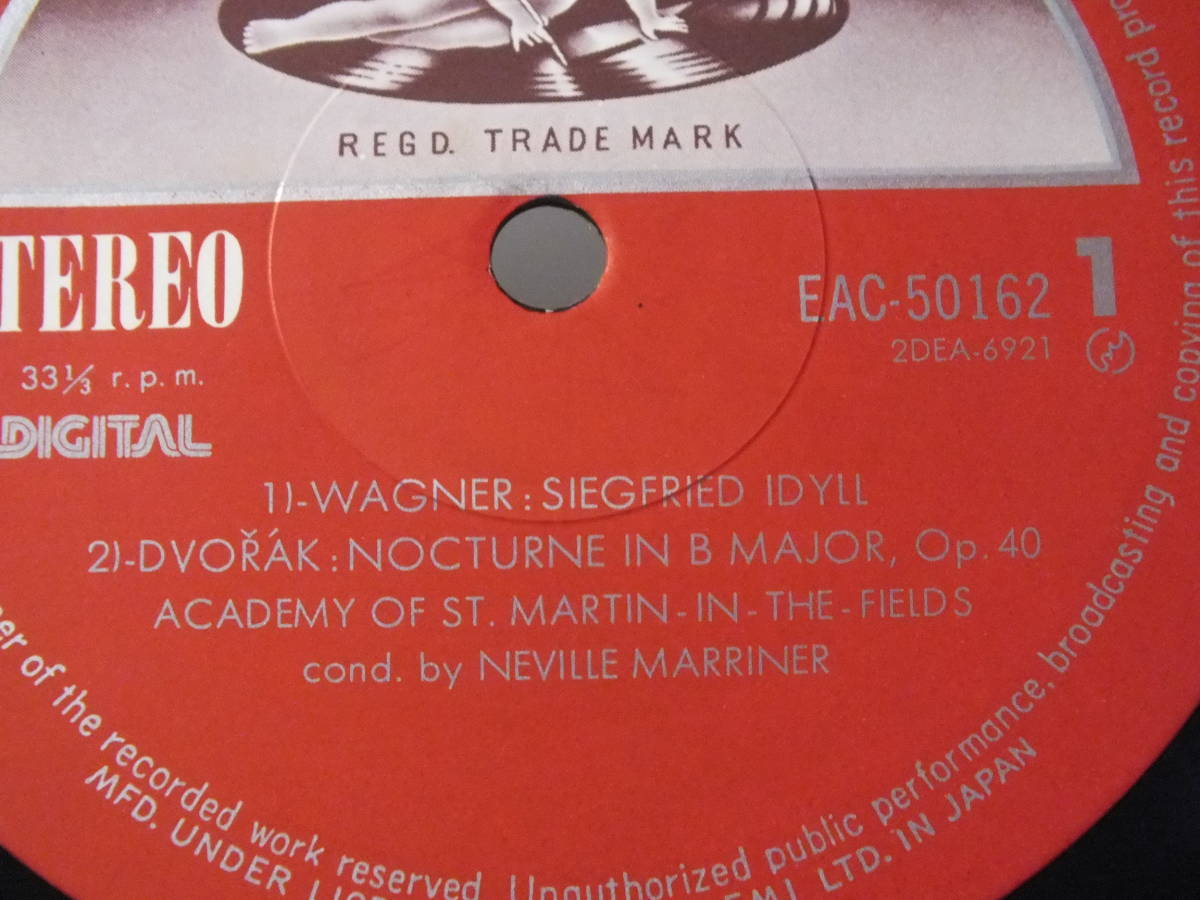 REGD. TRADE MARK
TEREO
33⅓ r.p.m.
DIGITAL
EAC-50162
1
2DEA-6921
1)-WAGNER:SIEGFRIED IDYLL
2)-DVOŘÁK:NOCTURNE IN B MAJOR, Op.40
ACADEMY OF ST. MARTIN-IN-THE-FIELDS
cond. by NEVILLE MARRINER
of the recorded work reserved. Unauthorized public performance, broadcasting and copying of this record
MFD. UNDER EMI LTD. IN JAPAN